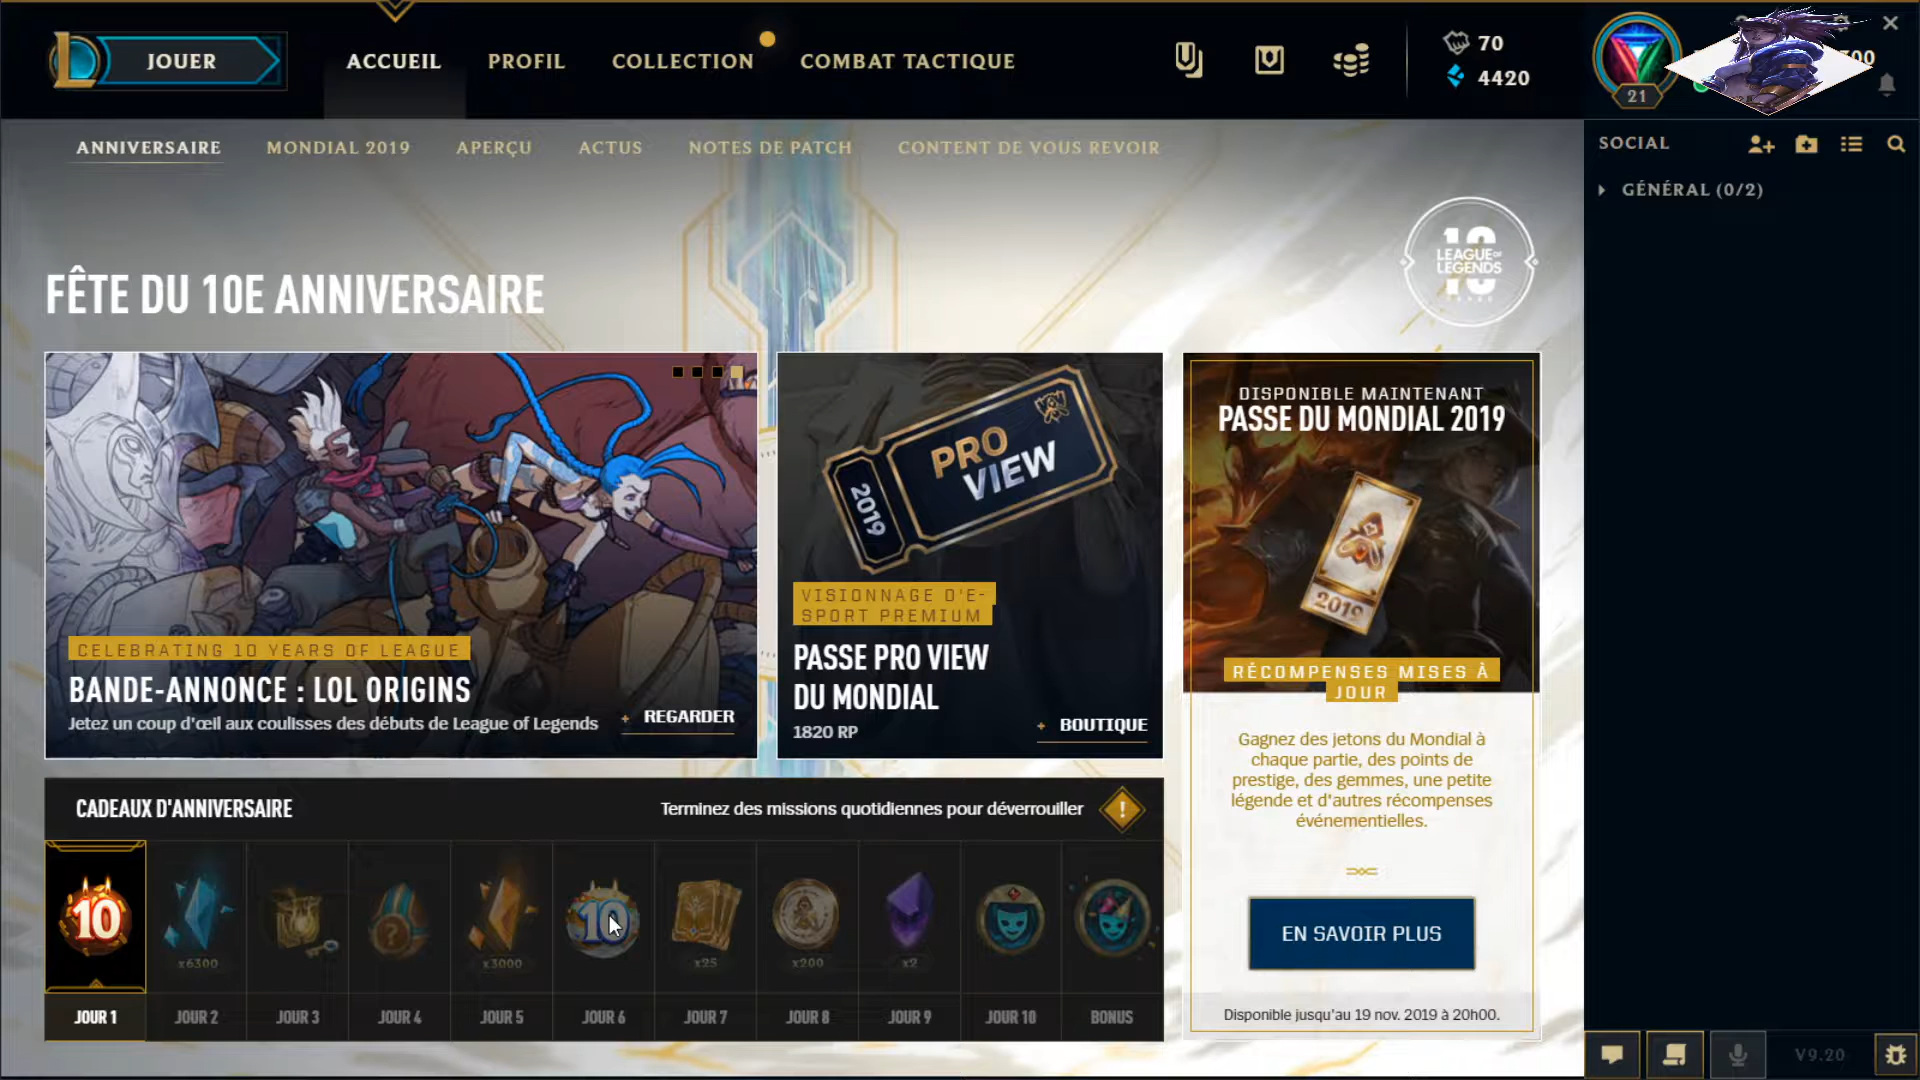 JOUER
ACCUEIL
PROFIL
COLLECTION
COMBAT TACTIQUE
70
4420
21
00
ANNIVERSAIRE
MONDIAL 2019
APERÇU
ACTUS
NOTES DE PATCH
CONTENT DE VOUS REVOIR
SOCIAL
GÉNÉRAL (0/2)
10
LEAGUE OF
LEGENDS
FÊTE DU 10E ANNIVERSAIRE
CELEBRATING 10 YEARS OF LEAGUE
BANDE-ANNONCE : LOL ORIGINS
Jetez un coup d'œil aux coulisses des débuts de League of Legends
REGARDER
2019
PRO
VIEW
VISIONNAGE D'E-
SPORT PREMIUM
PASSE PRO VIEW
DU MONDIAL
1820 RP
BOUTIQUE
DISPONIBLE MAINTENANT
PASSE DU MONDIAL 2019
2019
RÉCOMPENSES MISES À
JOUR
Gagnez des jetons du Mondial à
chaque partie, des points de
prestige, des gemmes, une petite
légende et d'autres récompenses
événementielles.
EN SAVOIR PLUS
Disponible jusqu'au 19 nov. 2019 à 20h00.
CADEAUX D'ANNIVERSAIRE
Terminez des missions quotidiennes pour déverrouiller
!
10
x6300
?
x3000
10
x25
x200
x2
JOUR 1
JOUR 2
JOUR 3
JOUR 4
JOUR 5
JOUR 6
JOUR 7
JOUR 8
JOUR 9
JOUR 10
BONUS
V9.20